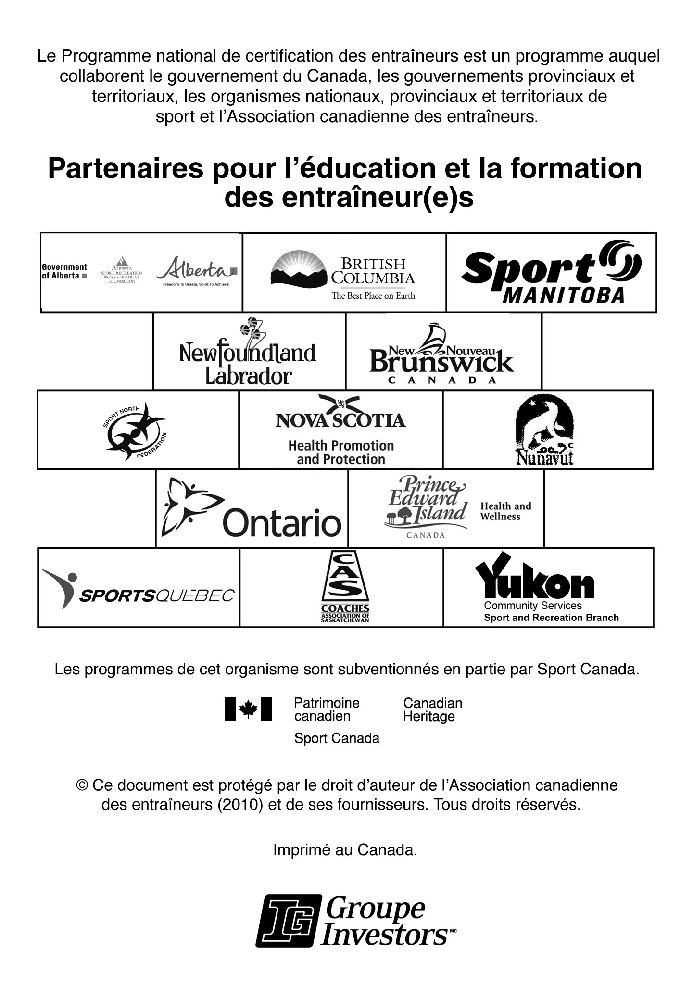 Le Programme national de certification des entraîneurs est un programme auquel
collaborent le gouvernement du Canada, les gouvernements provinciaux et
territoriaux, les organismes nationaux, provinciaux et territoriaux de
sport et l’Association canadienne des entraîneurs.
Partenaires pour l’éducation et la formation
des entraîneur(e)s
Government
of Alberta
ALBERTA
SPORT, RECREATION
PARKS & WILDLIFE
FOUNDATION
Alberta
Freedom To Create. Spirit To Achieve.
BRITISH
COLUMBIA
The Best Place on Earth
Sport
MANITOBA
Newfoundland
Labrador
New Nouveau
Brunswick
CANADA
SPORT NORTH
FEDERATION
NOVA SCOTIA
Health Promotion
and Protection
ᓄᓇᕗᑦ
Nunavut
Ontario
Prince
Edward
Island
CANADA
Health and
Wellness
SPORTSQUÉBEC
CAS
COACHES
ASSOCIATION OF
SASKATCHEWAN
Yukon
Community Services
Sport and Recreation Branch
Les programmes de cet organisme sont subventionnés en partie par Sport Canada.
Patrimoine
canadien
Canadian
Heritage
Sport Canada
© Ce document est protégé par le droit d’auteur de l’Association canadienne
des entraîneurs (2010) et de ses fournisseurs. Tous droits réservés.
Imprimé au Canada.
IG
Groupe
Investors MC